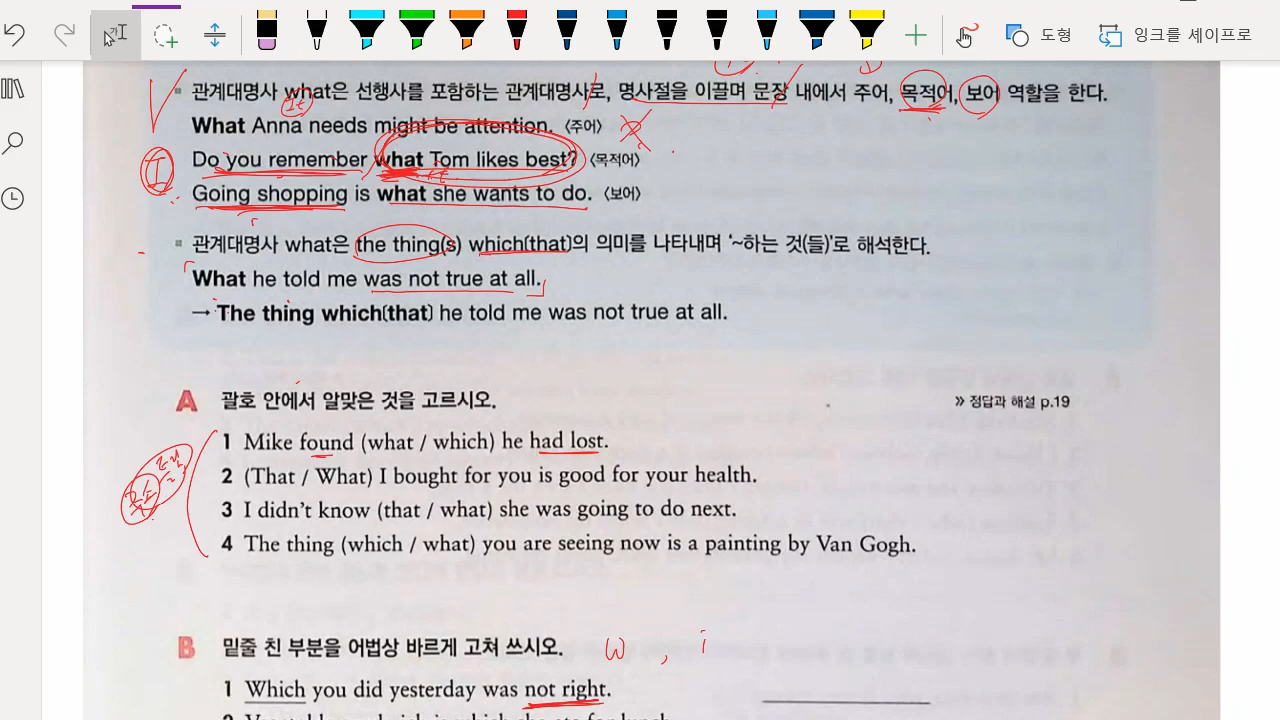 도형
잉크를 셰이프로
관계대명사 what은 선행사를 포함하는 관계대명사로, 명사절을 이끌며 문장 내에서 주어, 목적어, 보어 역할을 한다.
What Anna needs might be attention. 〈주어〉
Do you remember what Tom likes best? 〈목적어〉
Going shopping is what she wants to do. 〈보어〉
관계대명사 what은 the thing(s) which(that)의 의미를 나타내며 '~하는 것(들)'로 해석한다.
What he told me was not true at all.
→ The thing which(that) he told me was not true at all.
A 괄호 안에서 알맞은 것을 고르시오. » 정답과 해설 p.19
1 Mike found (what / which) he had lost.
2 (That / What) I bought for you is good for your health.
3 I didn't know (that / what) she was going to do next.
4 The thing (which / what) you are seeing now is a painting by Van Gogh.
B 밑줄 친 부분을 어법상 바르게 고쳐 쓰시오. w , i
1 Which you did yesterday was not right.